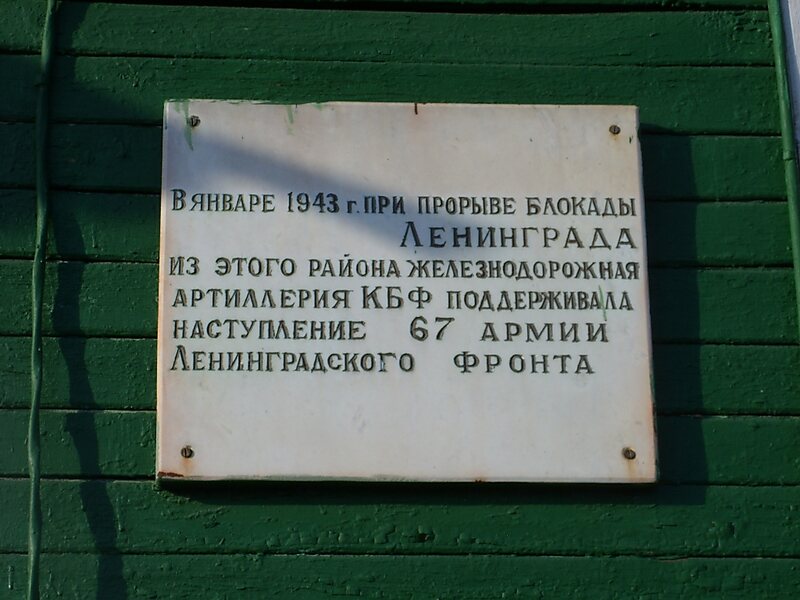 В ЯНВАРЕ 1943 г. ПРИ ПРОРЫВЕ БЛОКАДЫ
ЛЕНИНГРАДА
ИЗ ЭТОГО РАЙОНА ЖЕЛЕЗНОДОРОЖНАЯ
АРТИЛЛЕРИЯ КБФ ПОДДЕРЖИВАЛА
НАСТУПЛЕНИЕ 67 АРМИИ
ЛЕНИНГРАДСКОГО ФРОНТА